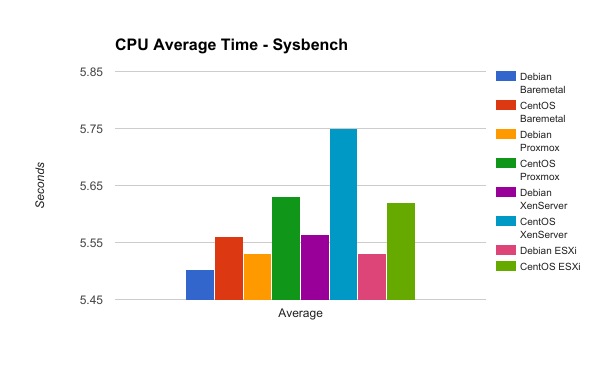 CPU Average Time - Sysbench
5.85
5.75
5.65
5.55
5.45
Seconds
Average
Debian
Baremetal
CentOS
Baremetal
Debian
Proxmox
CentOS
Proxmox
Debian
XenServer
CentOS
XenServer
Debian ESXi
CentOS ESXi